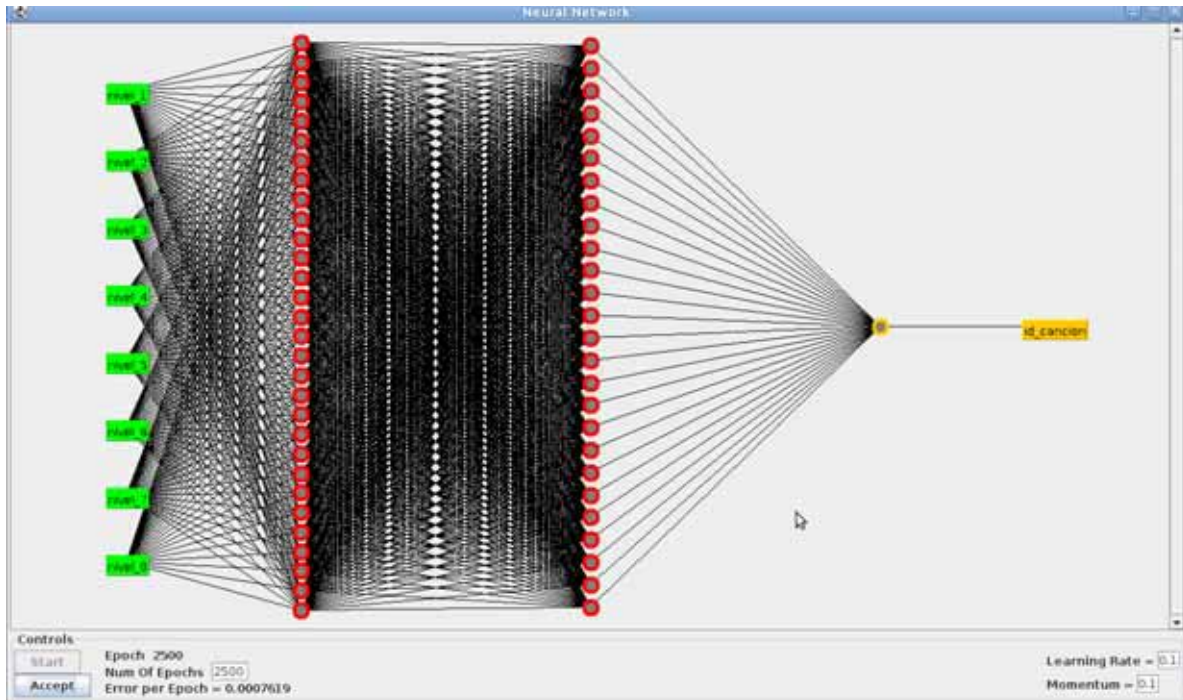 Neural Network
nivel_1
nivel_2
nivel_3
nivel_4
nivel_5
nivel_6
nivel_7
nivel_8
id_cancion
Controls
Start
Accept
Epoch 2500
Num Of Epochs 2500
Error per Epoch = 0.0007619
Learning Rate = 0.1
Momentum = 0.1